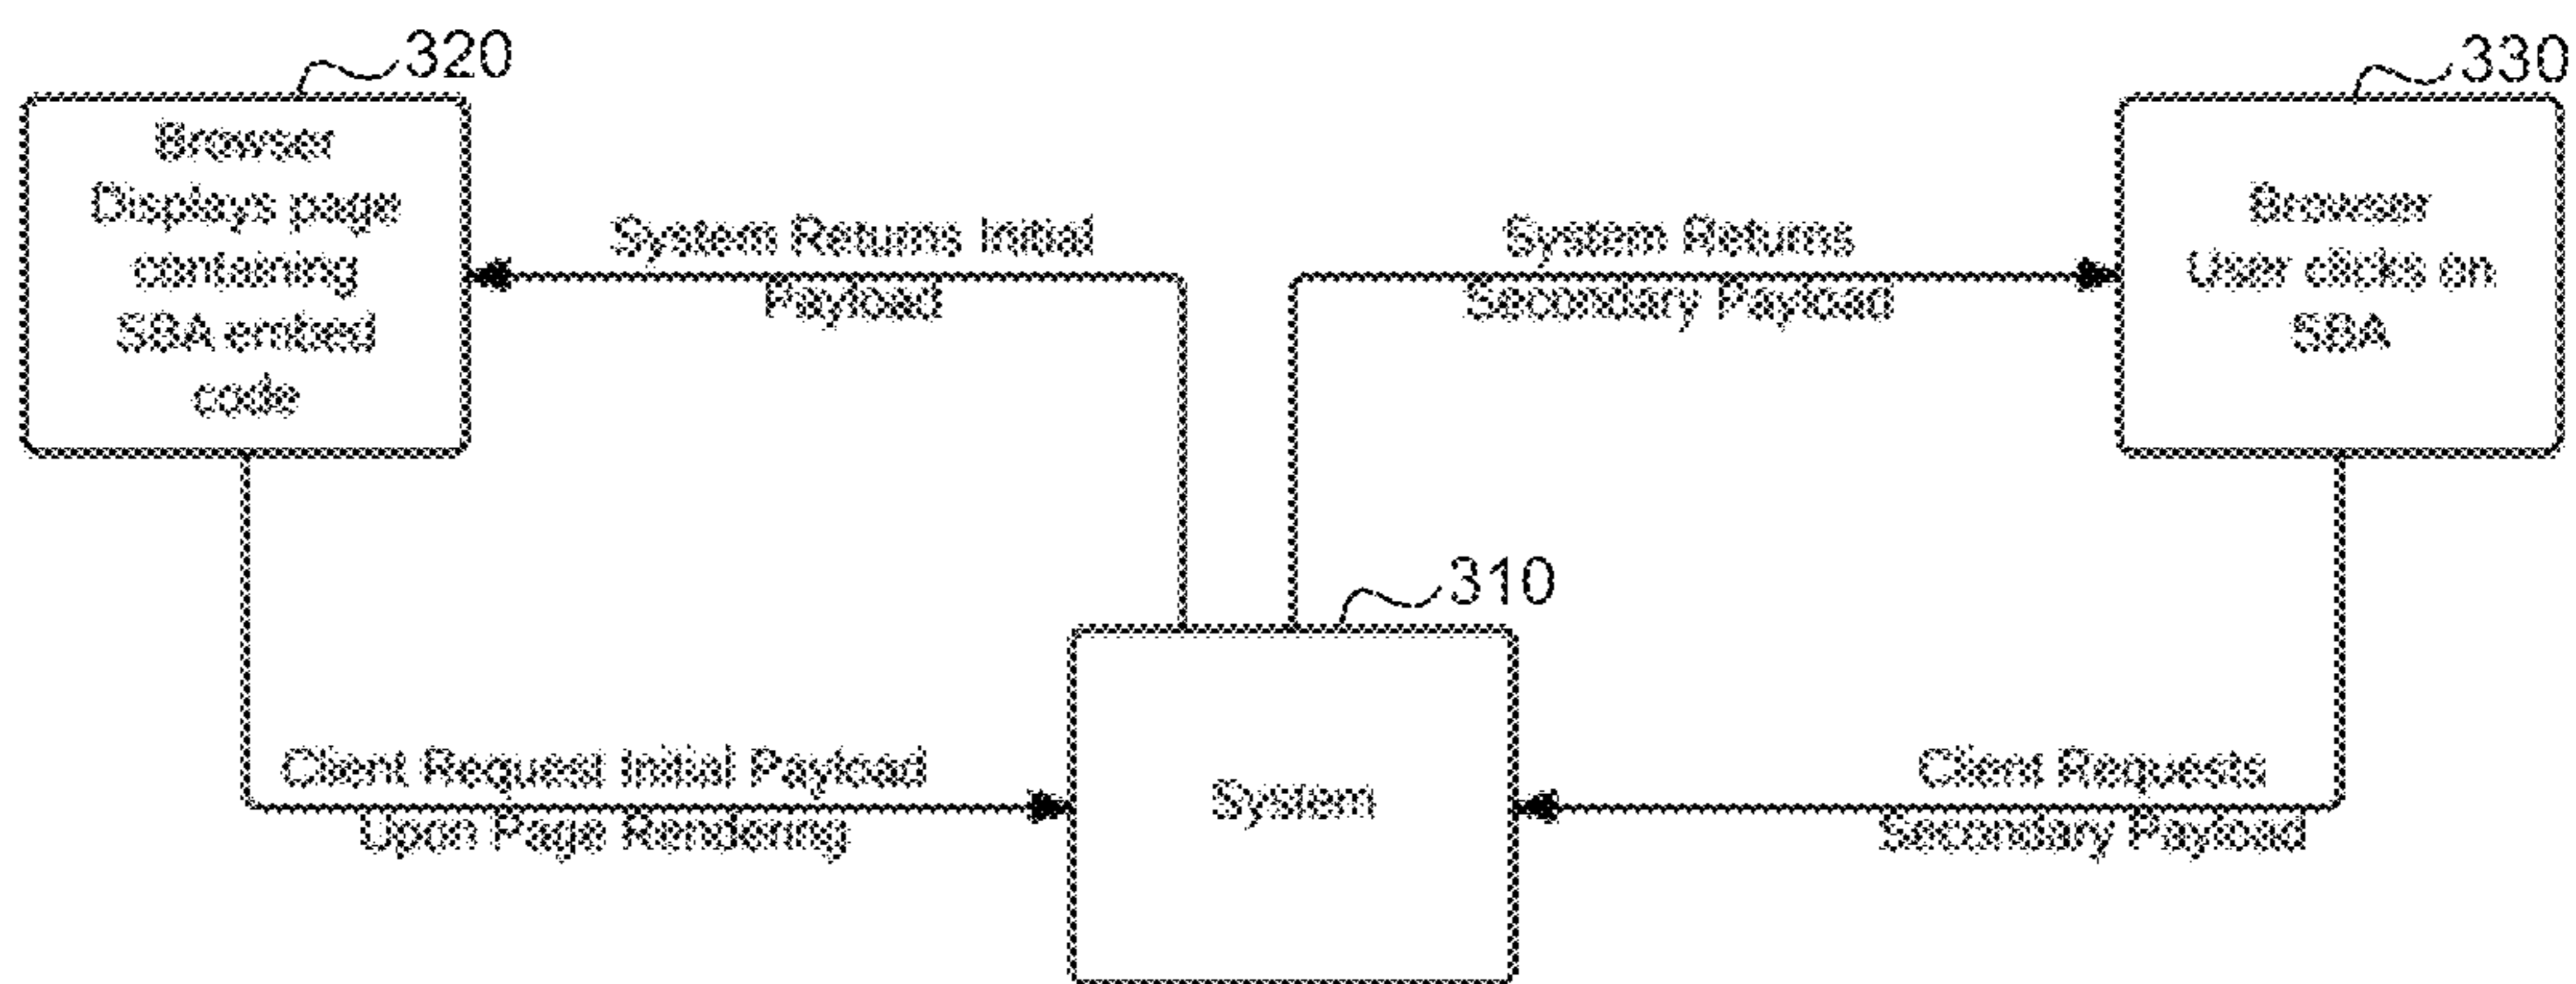 320
Browser
Displays page
containing
SBA embed
code
System Returns Initial
Payload
System Returns
Secondary Payload
330
Browser
User clicks on
SBA
310
System
Client Request Initial Payload
Upon Page Rendering
Client Requests
Secondary Payload